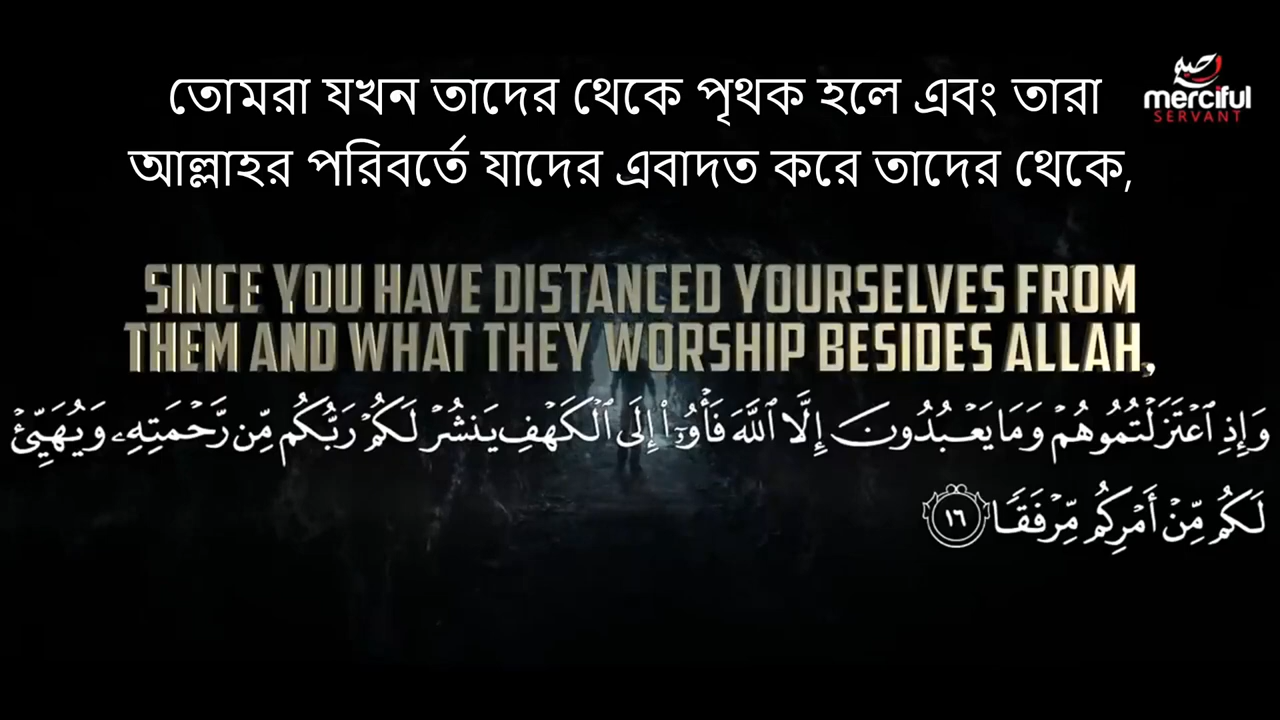 তোমরা যখন তাদের থেকে পৃথক হলে এবং তারা
আল্লাহর পরিবর্তে যাদের এবাদত করে তাদের থেকে,
رحيم
merciful
SERVANT
SINCE YOU HAVE DISTANCED YOURSELVES FROM
THEM AND WHAT THEY WORSHIP BESIDES ALLAH,
وَإِذِ ٱعْتَزَلْتُمُوهُمْ وَمَا يَعْبُدُونَ إِلَّا ٱللَّهَ فَأْوُۥٓا۟ إِلَى ٱلْكَهْفِ يَنشُرْ لَكُمْ رَبُّكُم مِّن رَّحْمَتِهِۦ وَيُهَيِّئْ
لَكُم مِّنْ أَمْرِكُم مِّرْفَقًا ١٦